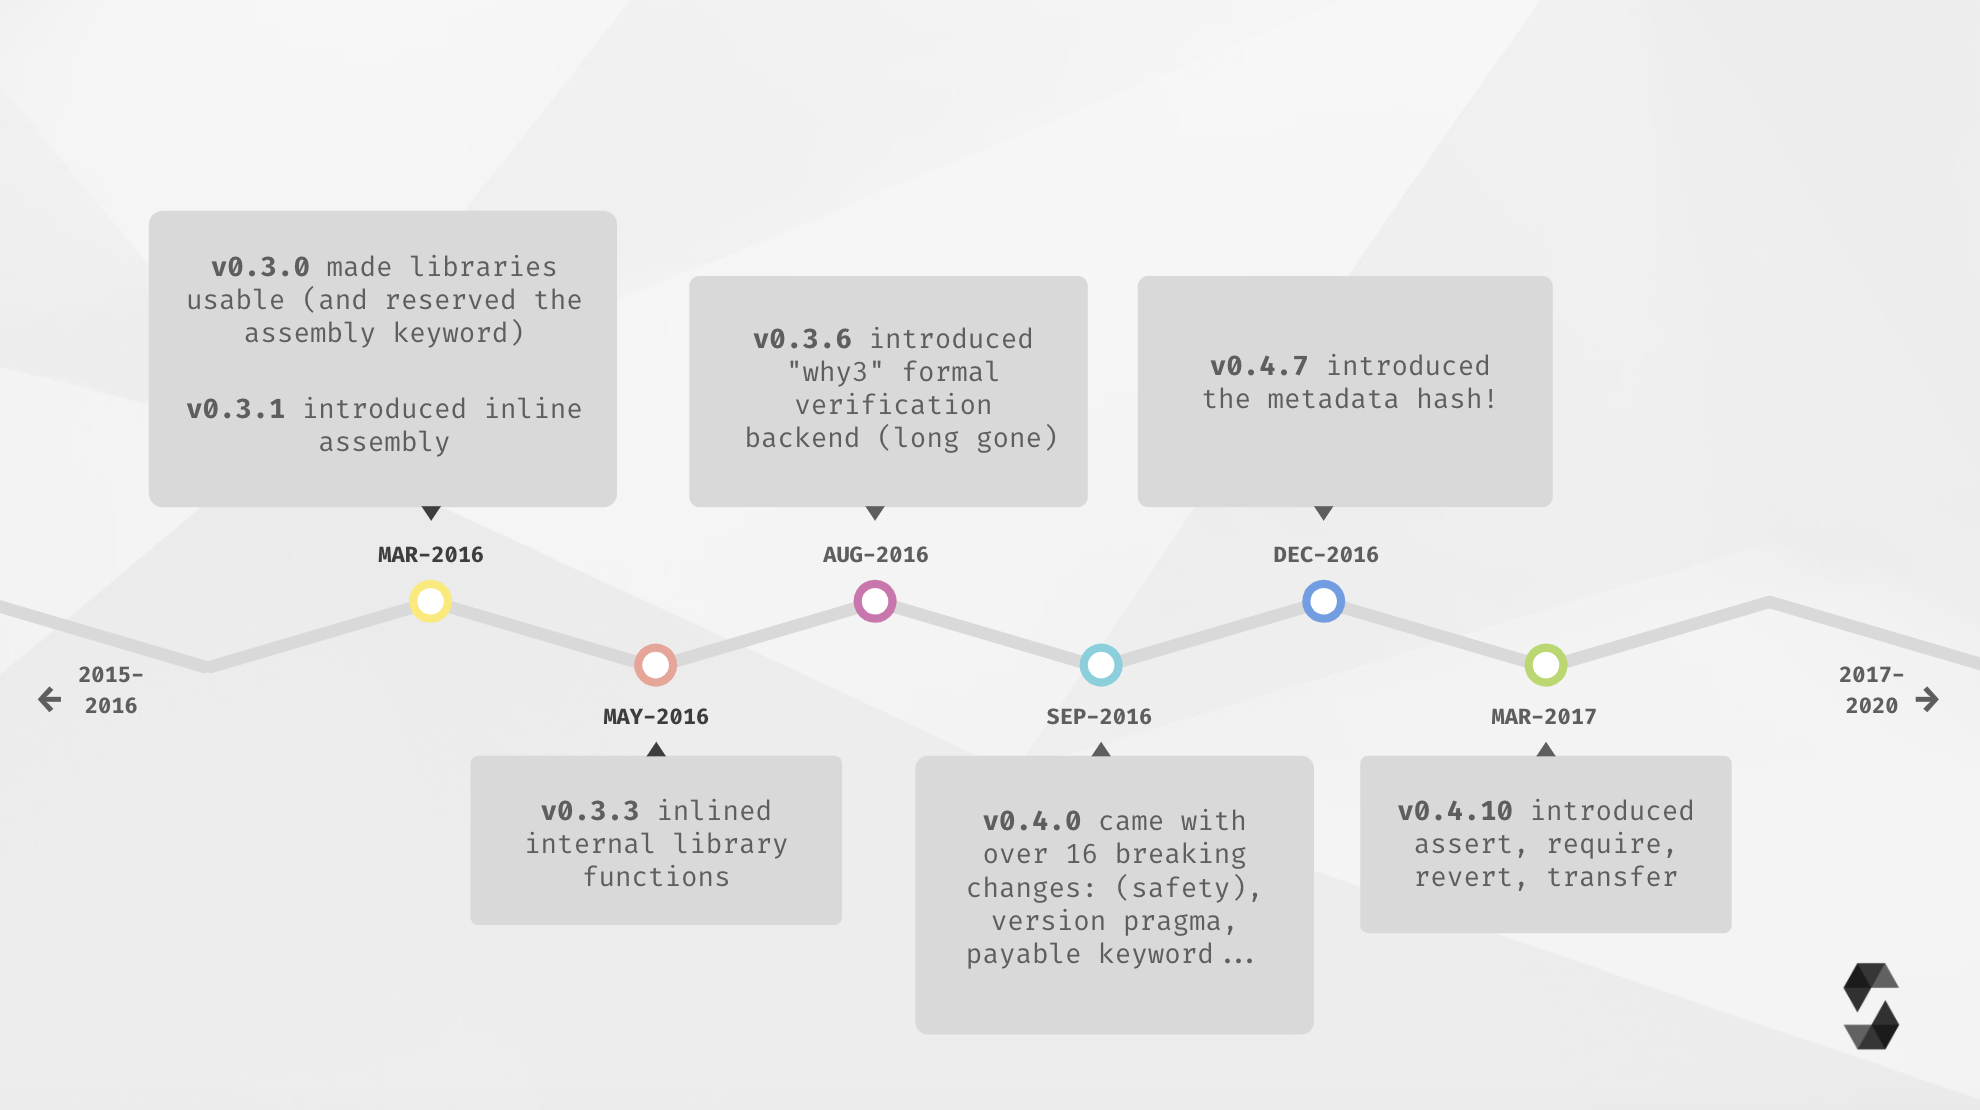 v0.3.0 made libraries
usable (and reserved the
assembly keyword)
v0.3.1 introduced inline
assembly
v0.3.6 introduced
"why3" formal
verification
backend (long gone)
v0.4.7 introduced
the metadata hash!
MAR-2016
AUG-2016
DEC-2016
2015-
2016
2017-
2020
MAY-2016
SEP-2016
MAR-2017
v0.3.3 inlined
internal library
functions
v0.4.0 came with
over 16 breaking
changes: (safety),
version pragma,
payable keyword...
v0.4.10 introduced
assert, require,
revert, transfer